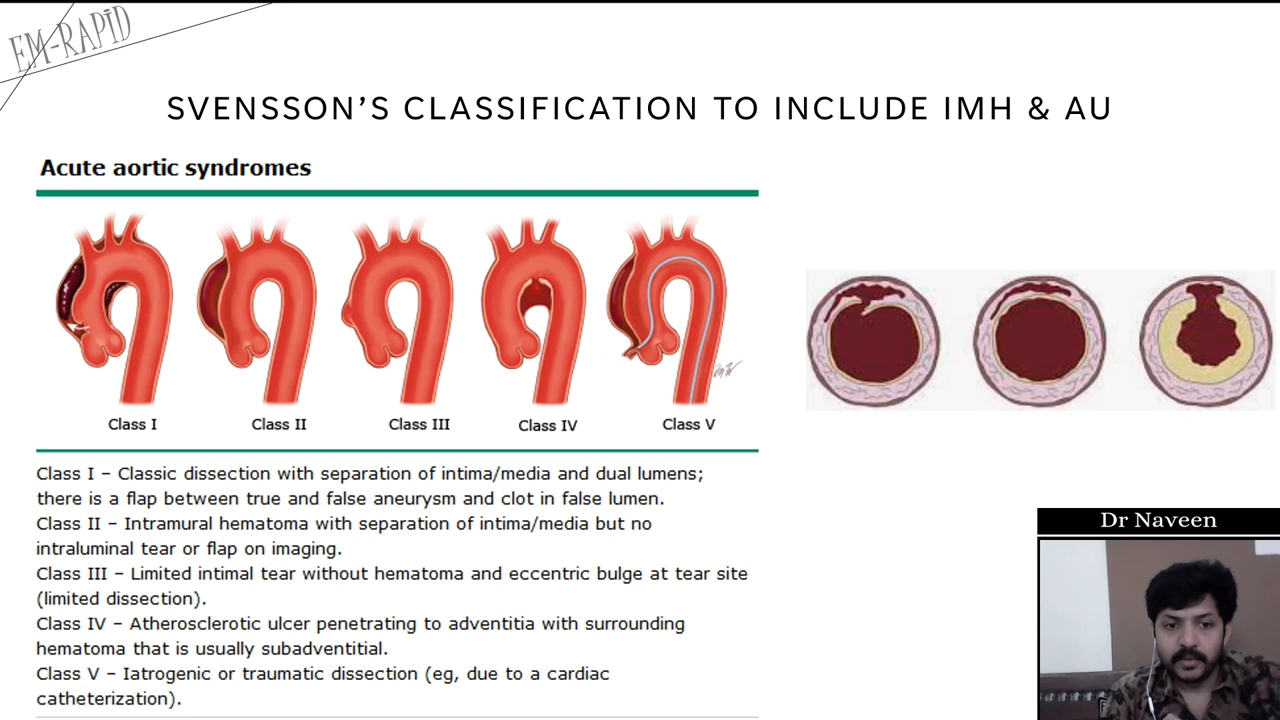 EM-RAPiD
SVENSSON’S CLASSIFICATION TO INCLUDE IMH & AU
Acute aortic syndromes
Class I
Class II
Class III
Class IV
Class V
Class I – Classic dissection with separation of intima/media and dual lumens;
there is a flap between true and false aneurysm and clot in false lumen.
Class II – Intramural hematoma with separation of intima/media but no
intraluminal tear or flap on imaging.
Class III – Limited intimal tear without hematoma and eccentric bulge at tear site
(limited dissection).
Class IV – Atherosclerotic ulcer penetrating to adventitia with surrounding
hematoma that is usually subadventitial.
Class V – Iatrogenic or traumatic dissection (eg, due to a cardiac
catheterization).
Dr Naveen